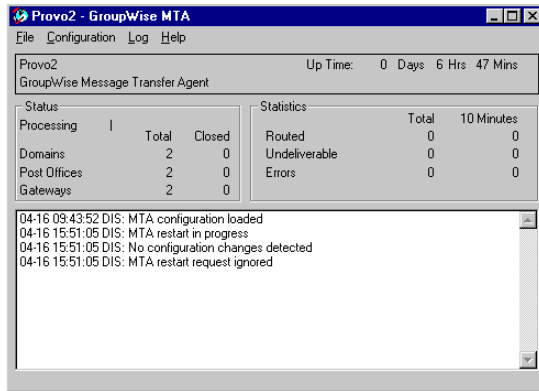 Provo2 - GroupWise MTA
File Configuration Log Help
Provo2 Up Time: 0 Days 6 Hrs 47 Mins
GroupWise Message Transfer Agent
Status Statistics
Processing | Total Closed Total 10 Minutes
Domains 2 0 Routed 0 0
Post Offices 2 0 Undeliverable 0 0
Gateways 2 0 Errors 0 0
04-16 09:43:52 DIS: MTA configuration loaded
04-16 15:51:05 DIS: MTA restart in progress
04-16 15:51:05 DIS: No configuration changes detected
04-16 15:51:05 DIS: MTA restart request ignored